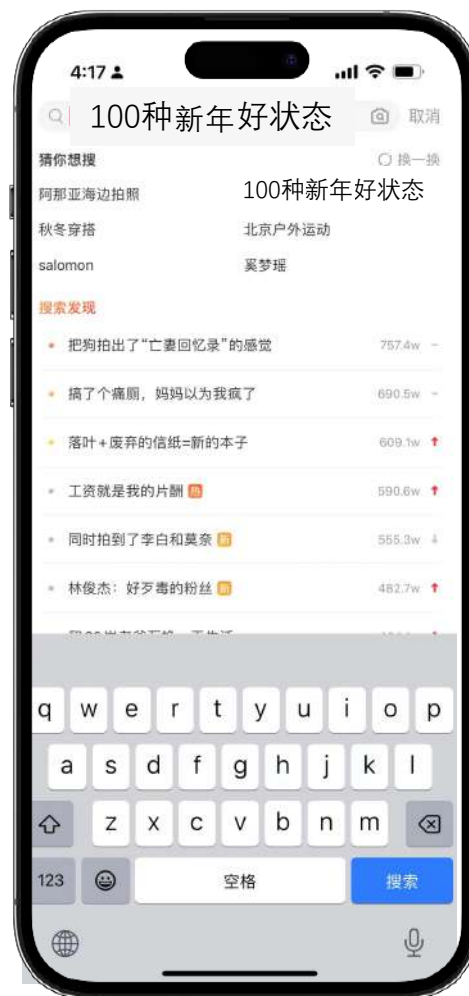 4:17
100种新年好状态
取消
猜你想搜
换一换
阿那亚海边拍照
100种新年好状态
秋冬穿搭
北京户外运动
salomon
奚梦瑶
搜索发现
把狗拍出了“亡妻回忆录”的感觉 757.4w
搞了个痛厕，妈妈以为我疯了 690.5w
落叶+废弃的信纸=新的本子 609.1w
工资就是我的片酬 热 590.6w
同时拍到了李白和莫奈 新 555.3w
林俊杰：好歹毒的粉丝 新 482.7w
q w e r t y u i o p
a s d f g h j k l
z x c v b n m
123
空格
搜索